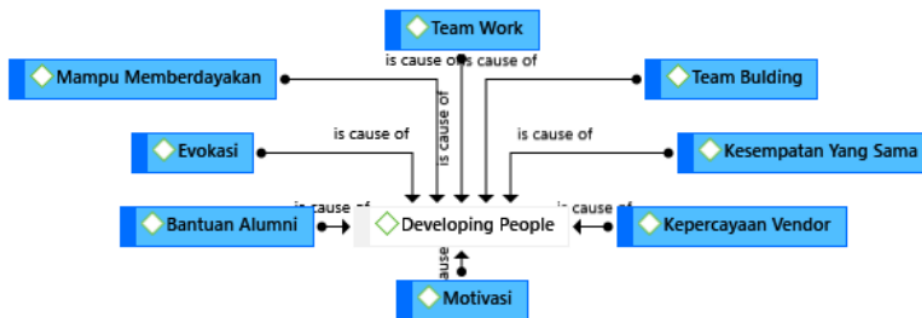 Team Work
is cause of
is cause of
Mampu Memberdayakan
Team Bulding
is cause of
is cause of
is cause of
Evokasi
Kesempatan Yang Sama
is cause of
is cause of
Bantuan Alumni
Developing People
Kepercayaan Vendor
cause
Motivasi